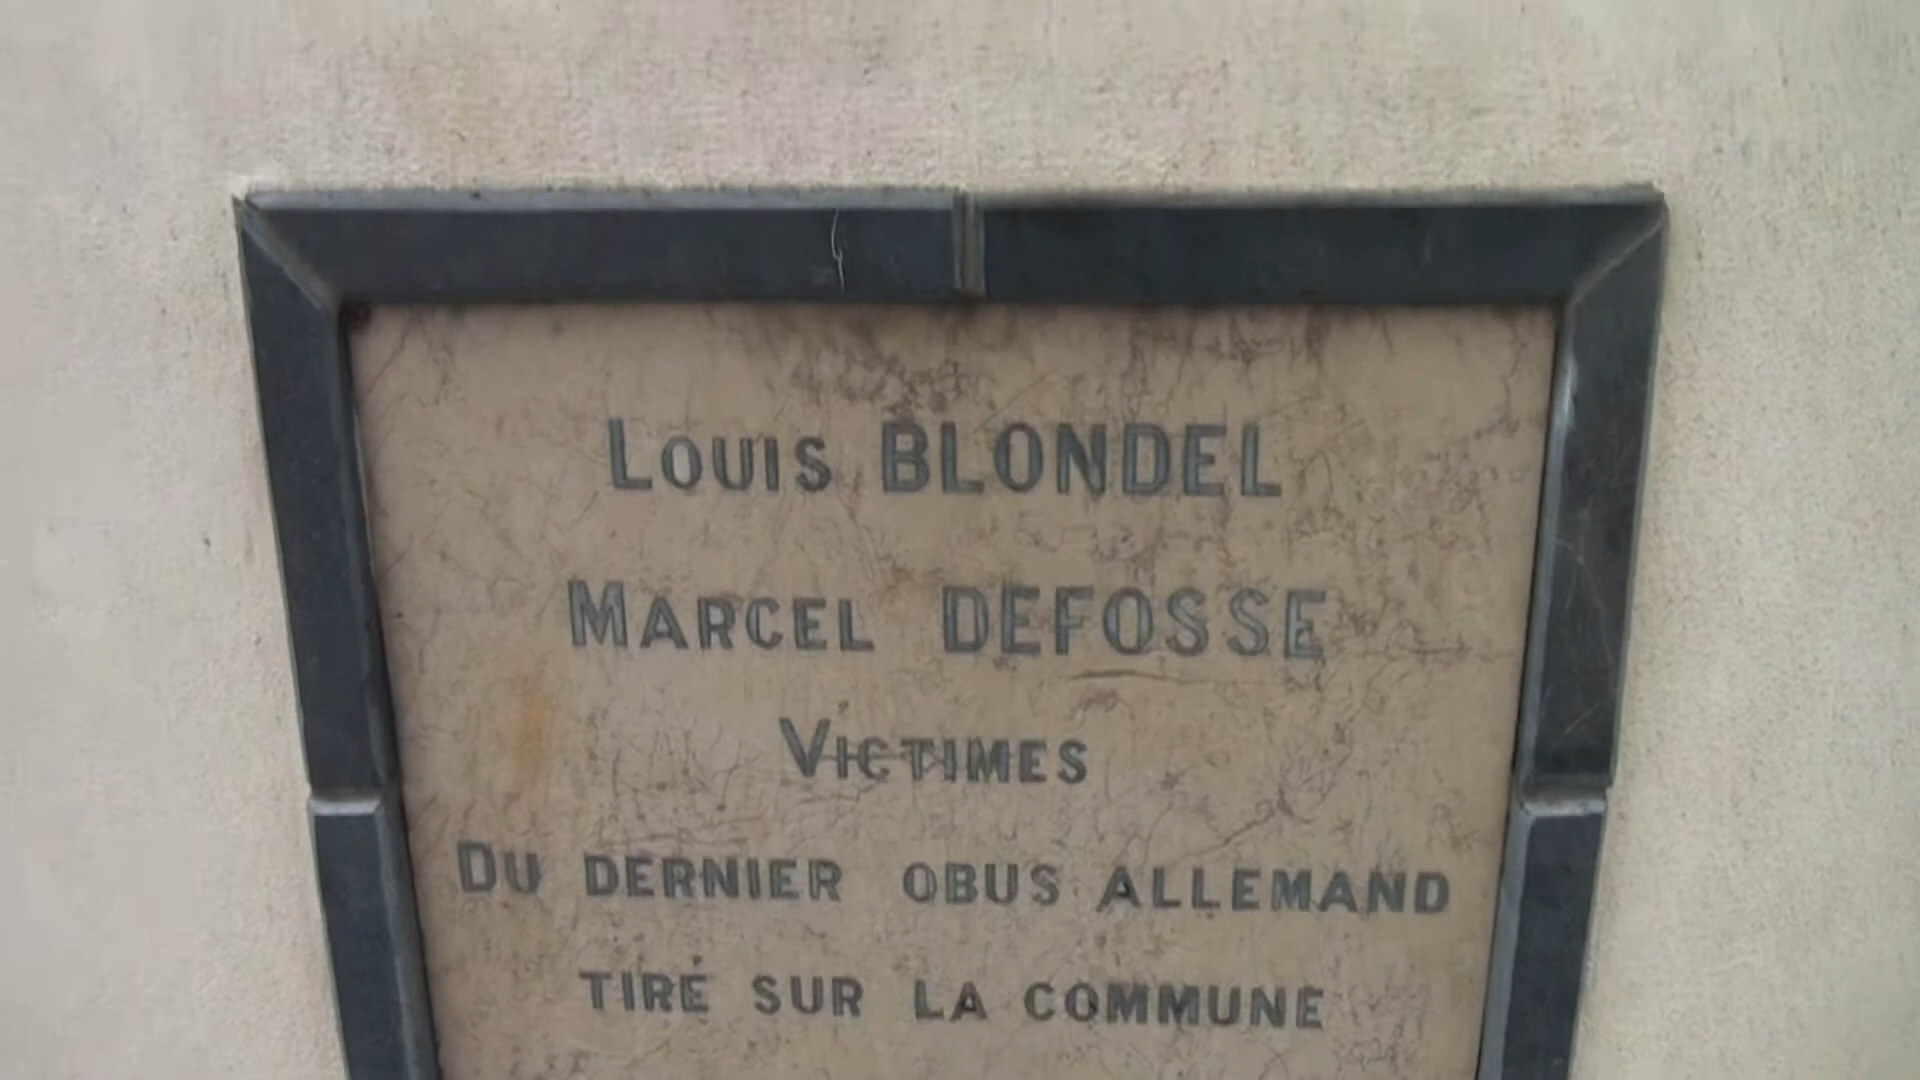 Louis BLONDEL
MARCEL DEFOSSE
VICTIMES
DU DERNIER OBUS ALLEMAND
TIRÉ SUR LA COMMUNE